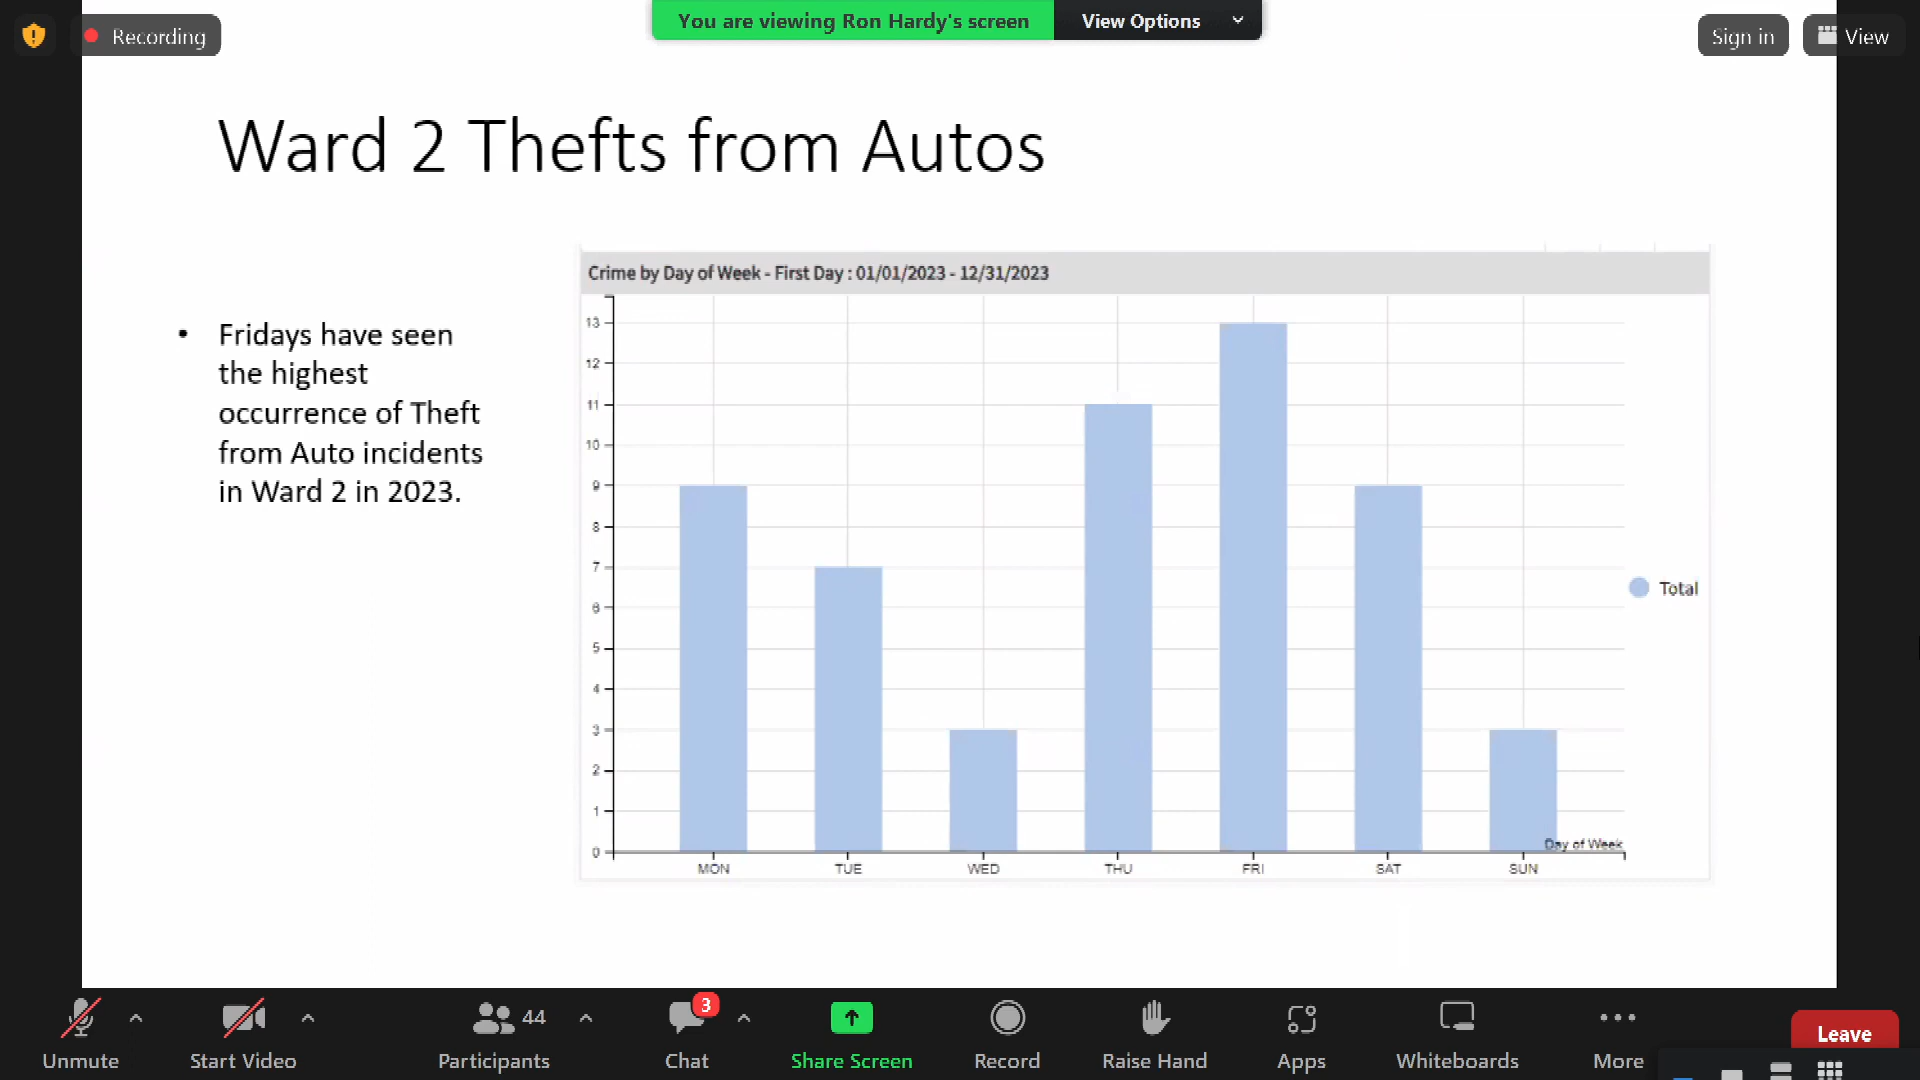 Recording
You are viewing Ron Hardy's screen
View Options
Sign in
View
Ward 2 Thefts from Autos
• Fridays have seen
the highest
occurrence of Theft
from Auto incidents
in Ward 2 in 2023.
Crime by Day of Week - First Day : 01/01/2023 - 12/31/2023
13
12
11
10
9
8
7
6
5
4
3
2
1
0
Total
Day of Week
MON TUE WED THU FRI SAT SUN
44
3
Unmute
Start Video
Participants
Chat
Share Screen
Record
Raise Hand
Apps
Whiteboards
More
Leave